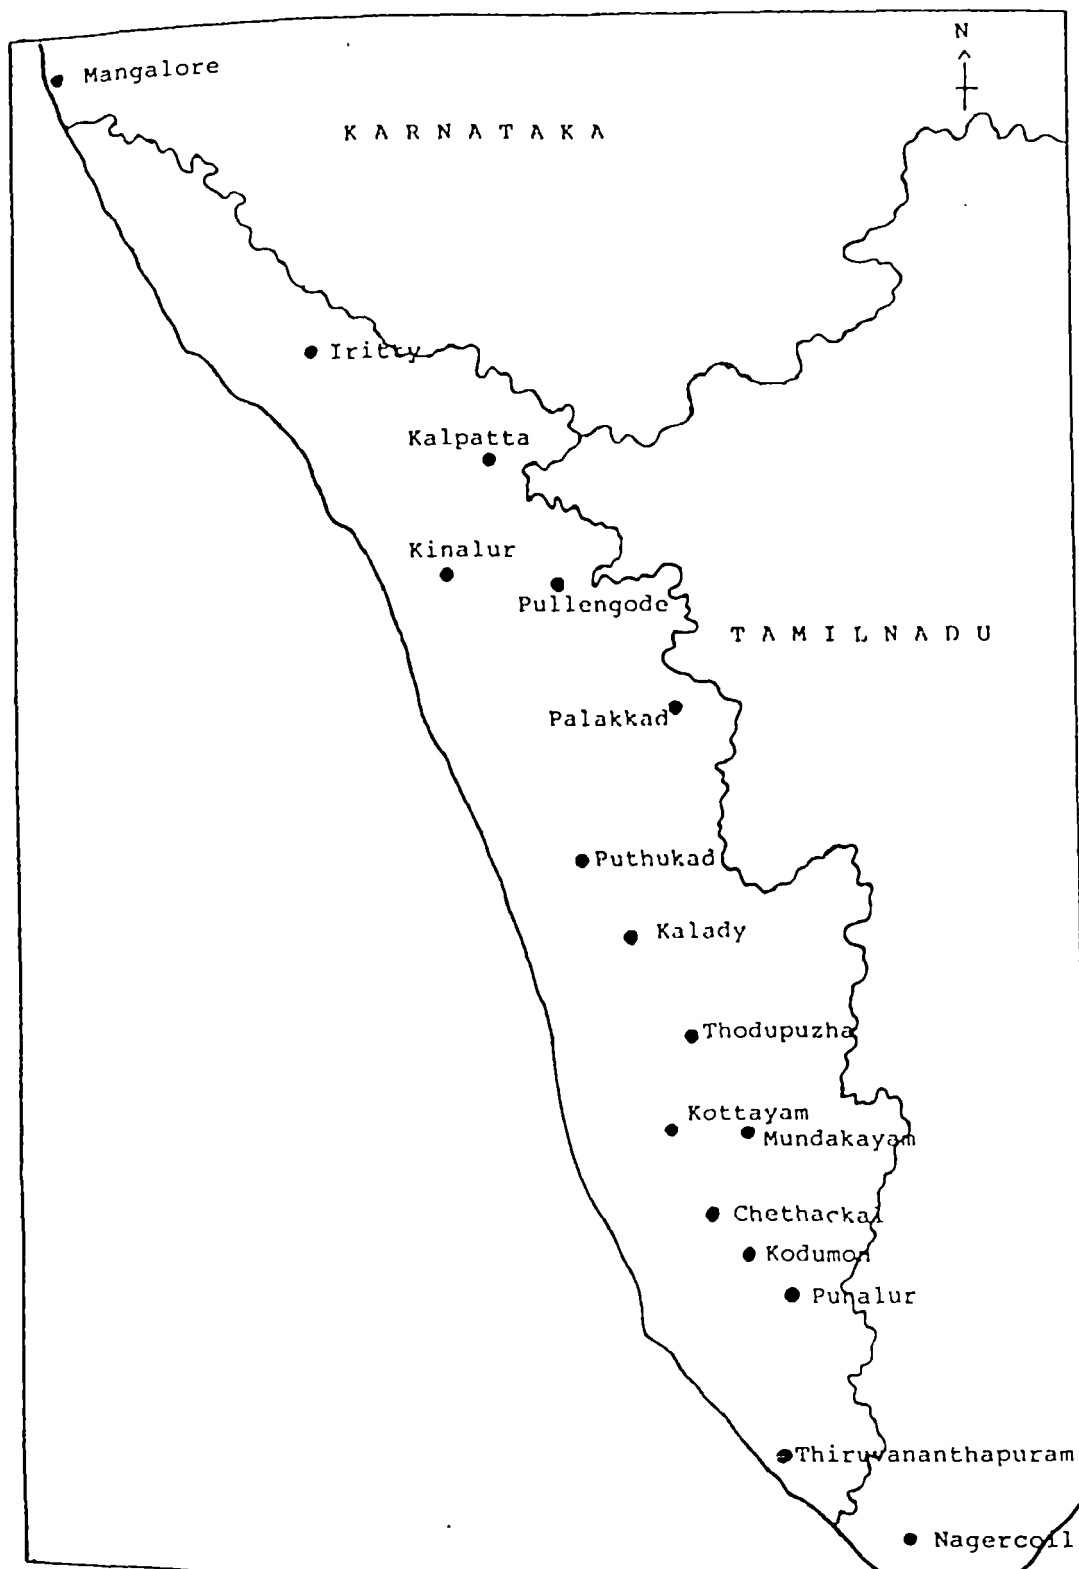 N
Mangalore
KARNATAKA
Iritty
Kalpatta
Kinalur
Pullengode
TAMILNADU
Palakkad
Puthukad
Kalady
Thodupuzha
Kottayam
Mundakayam
Chethackal
Kodumon
Punalur
Thiruvananthapuram
Nagercoil